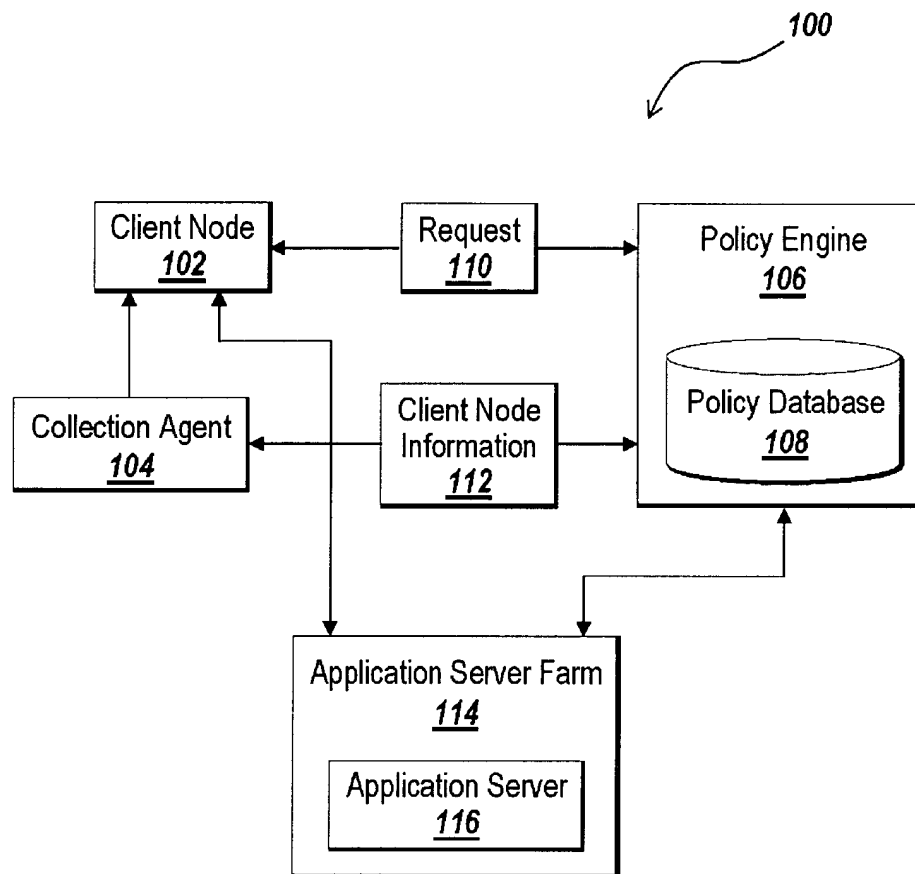 100
Client Node
102
Request
110
Policy Engine
106
Collection Agent
104
Client Node
Information
112
Policy Database
108
Application Server Farm
114
Application Server
116